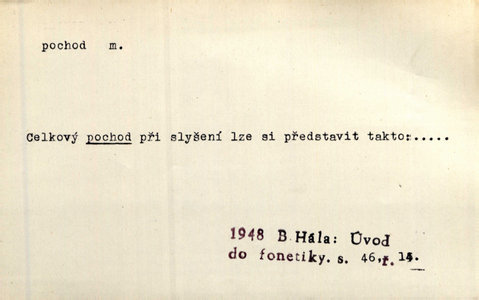 pochod m.
Celkový pochod při slyšení lze si představit takto:.....
1948 B. Hála: Úvod
do fonetiky. s. 46, ř. 14.